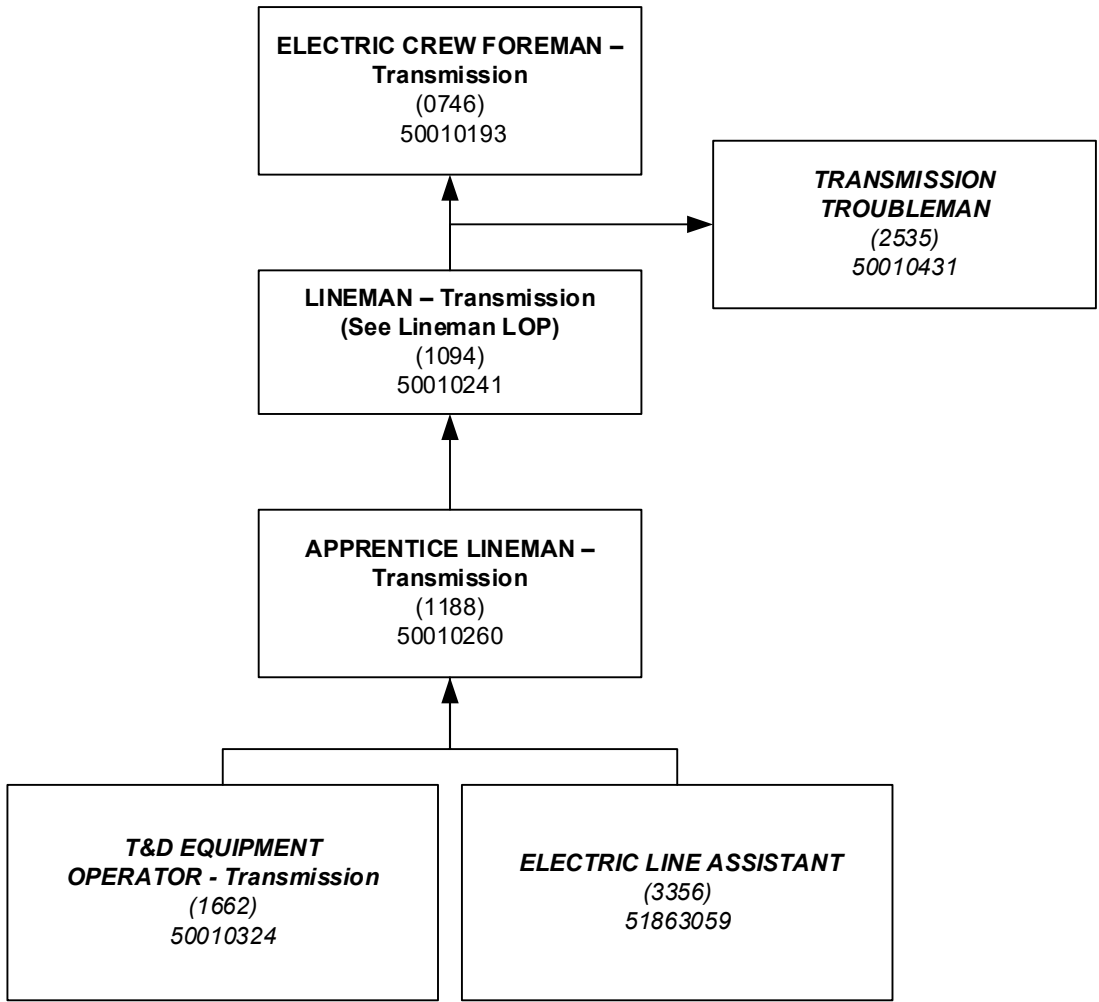 ELECTRIC CREW FOREMAN –
Transmission
(0746)
50010193
TRANSMISSION
TROUBLEMAN
(2535)
50010431
LINEMAN – Transmission
(See Lineman LOP)
(1094)
50010241
APPRENTICE LINEMAN –
Transmission
(1188)
50010260
T&D EQUIPMENT
OPERATOR - Transmission
(1662)
50010324
ELECTRIC LINE ASSISTANT
(3356)
51863059